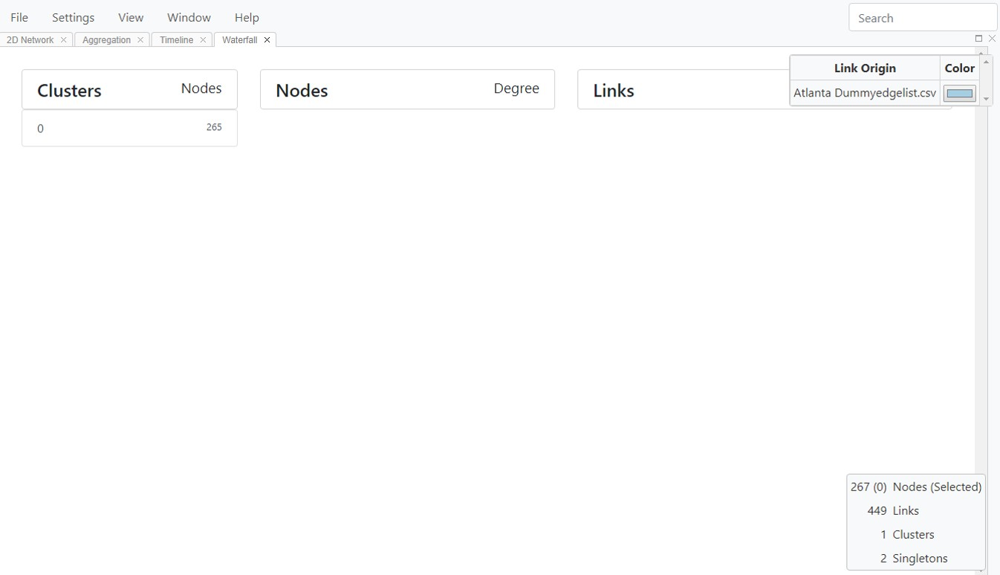 File Settings View Window Help Search
2D Network Aggregation Timeline Waterfall
Link Origin Color
Clusters Nodes Nodes Degree Links
Atlanta Dummyedgelist.csv
0 265
267 (0) Nodes (Selected)
449 Links
1 Clusters
2 Singletons